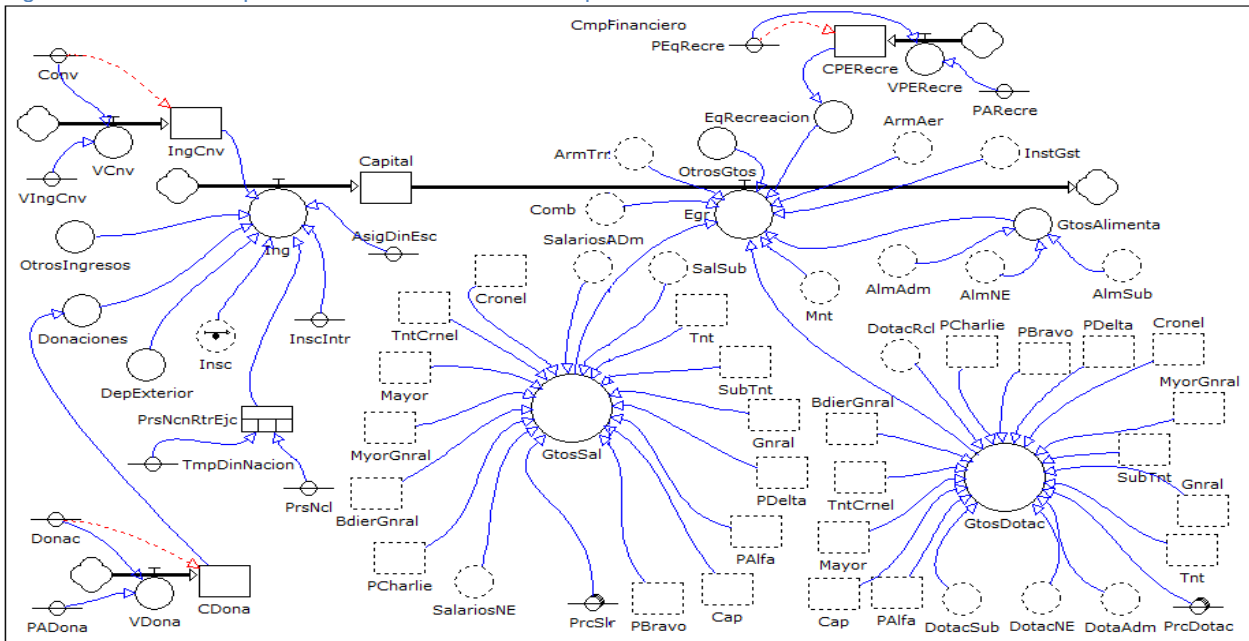 CmpFinanciero
PEqRecre
Conv
CPERecre
VPERecre
PARecre
IngCnv
VCnv
VIngCnv
EqRecreacion
ArmAer
ArmTrr
OtrosGtos
InstGst
Capital
Comb
Egr
Ing
AsigDinEsc
SalariosADm
GtosAlimenta
OtrosIngresos
SalSub
Cronel
AlmAdm
AlmNE
AlmSub
Donaciones
Insc
InscIntr
TntCrnel
Tnt
Mnt
DotacRcl
PCharlie
PBravo
PDelta
Cronel
DepExterior
Mayor
SubTnt
MyorGnral
BdierGnral
PrsNcnRtrEjc
MyorGnral
GtosSal
Gnral
TmpDinNacion
PDelta
TntCrnel
GtosDotac
SubTnt
Gnral
PrsNcl
BdierGnral
Donac
PAlfa
Mayor
Tnt
PCharlie
SalariosNE
PrcSlr
PBravo
Cap
Cap
PAlfa
DotacSub
DotacNE
DotaAdm
PrcDotac
CDona
PADona
VDona